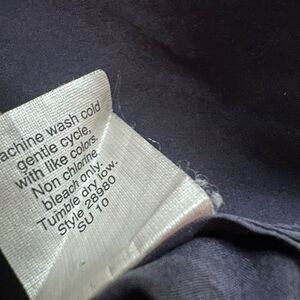 achine wash cold
gentle cycle,
with like colors.
Non chlorine
bleach only.
Tumble dry low.
Style 28980
SU 10